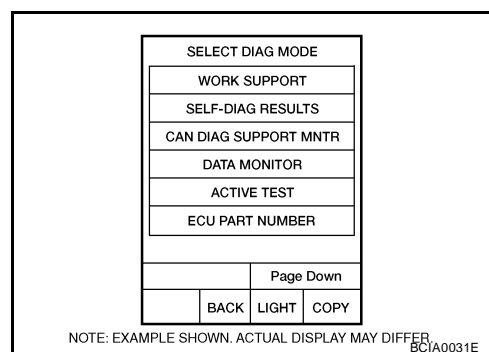 SELECT DIAG MODE
WORK SUPPORT
SELF-DIAG RESULTS
CAN DIAG SUPPORT MNTR
DATA MONITOR
ACTIVE TEST
ECU PART NUMBER
Page Down
BACK LIGHT COPY
NOTE: EXAMPLE SHOWN. ACTUAL DISPLAY MAY DIFFER.
BCIA0031E